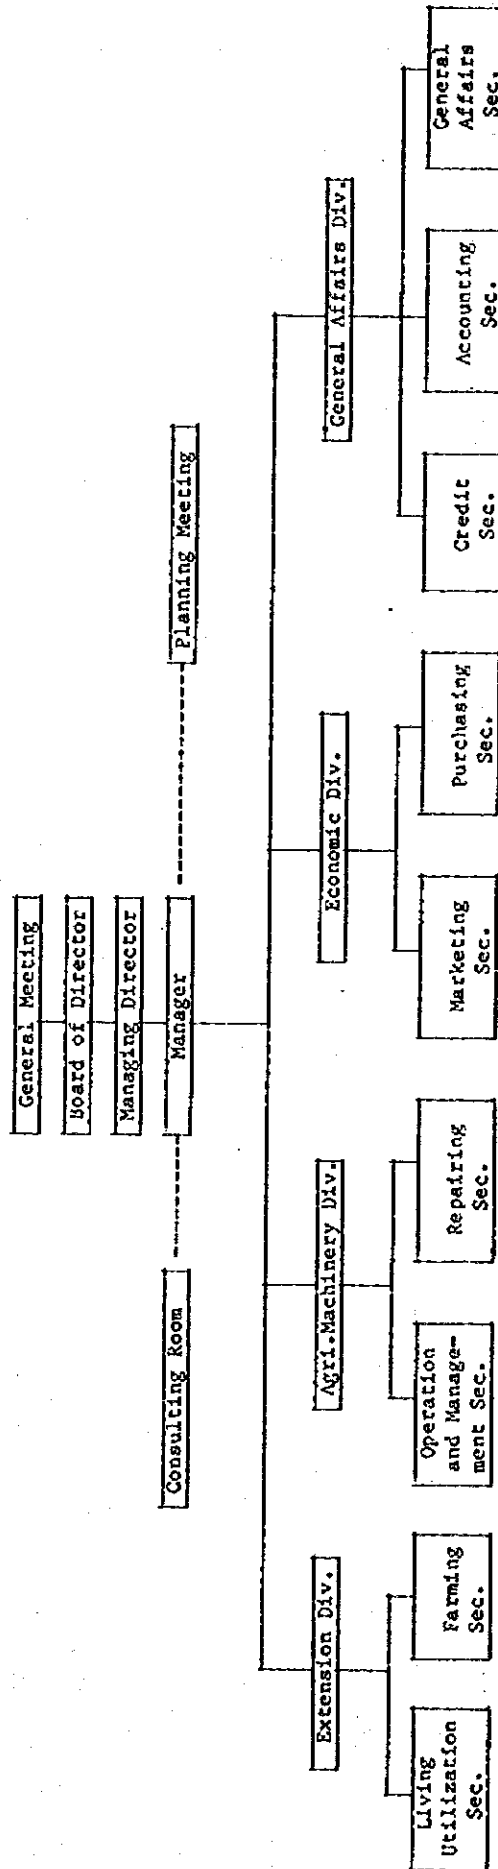 General Meeting
Board of Director
Managing Director
Consulting Room
Manager
Planning Meeting
Extension Div.
Agri.Machinery Div.
Economic Div.
General Affairs Div.
Living
Utilization
Sec.
Farming
Sec.
Operation
and Manage-
ment Sec.
Repairing
Sec.
Marketing
Sec.
Purchasing
Sec.
Credit
Sec.
Accounting
Sec.
General
Affairs
Sec.